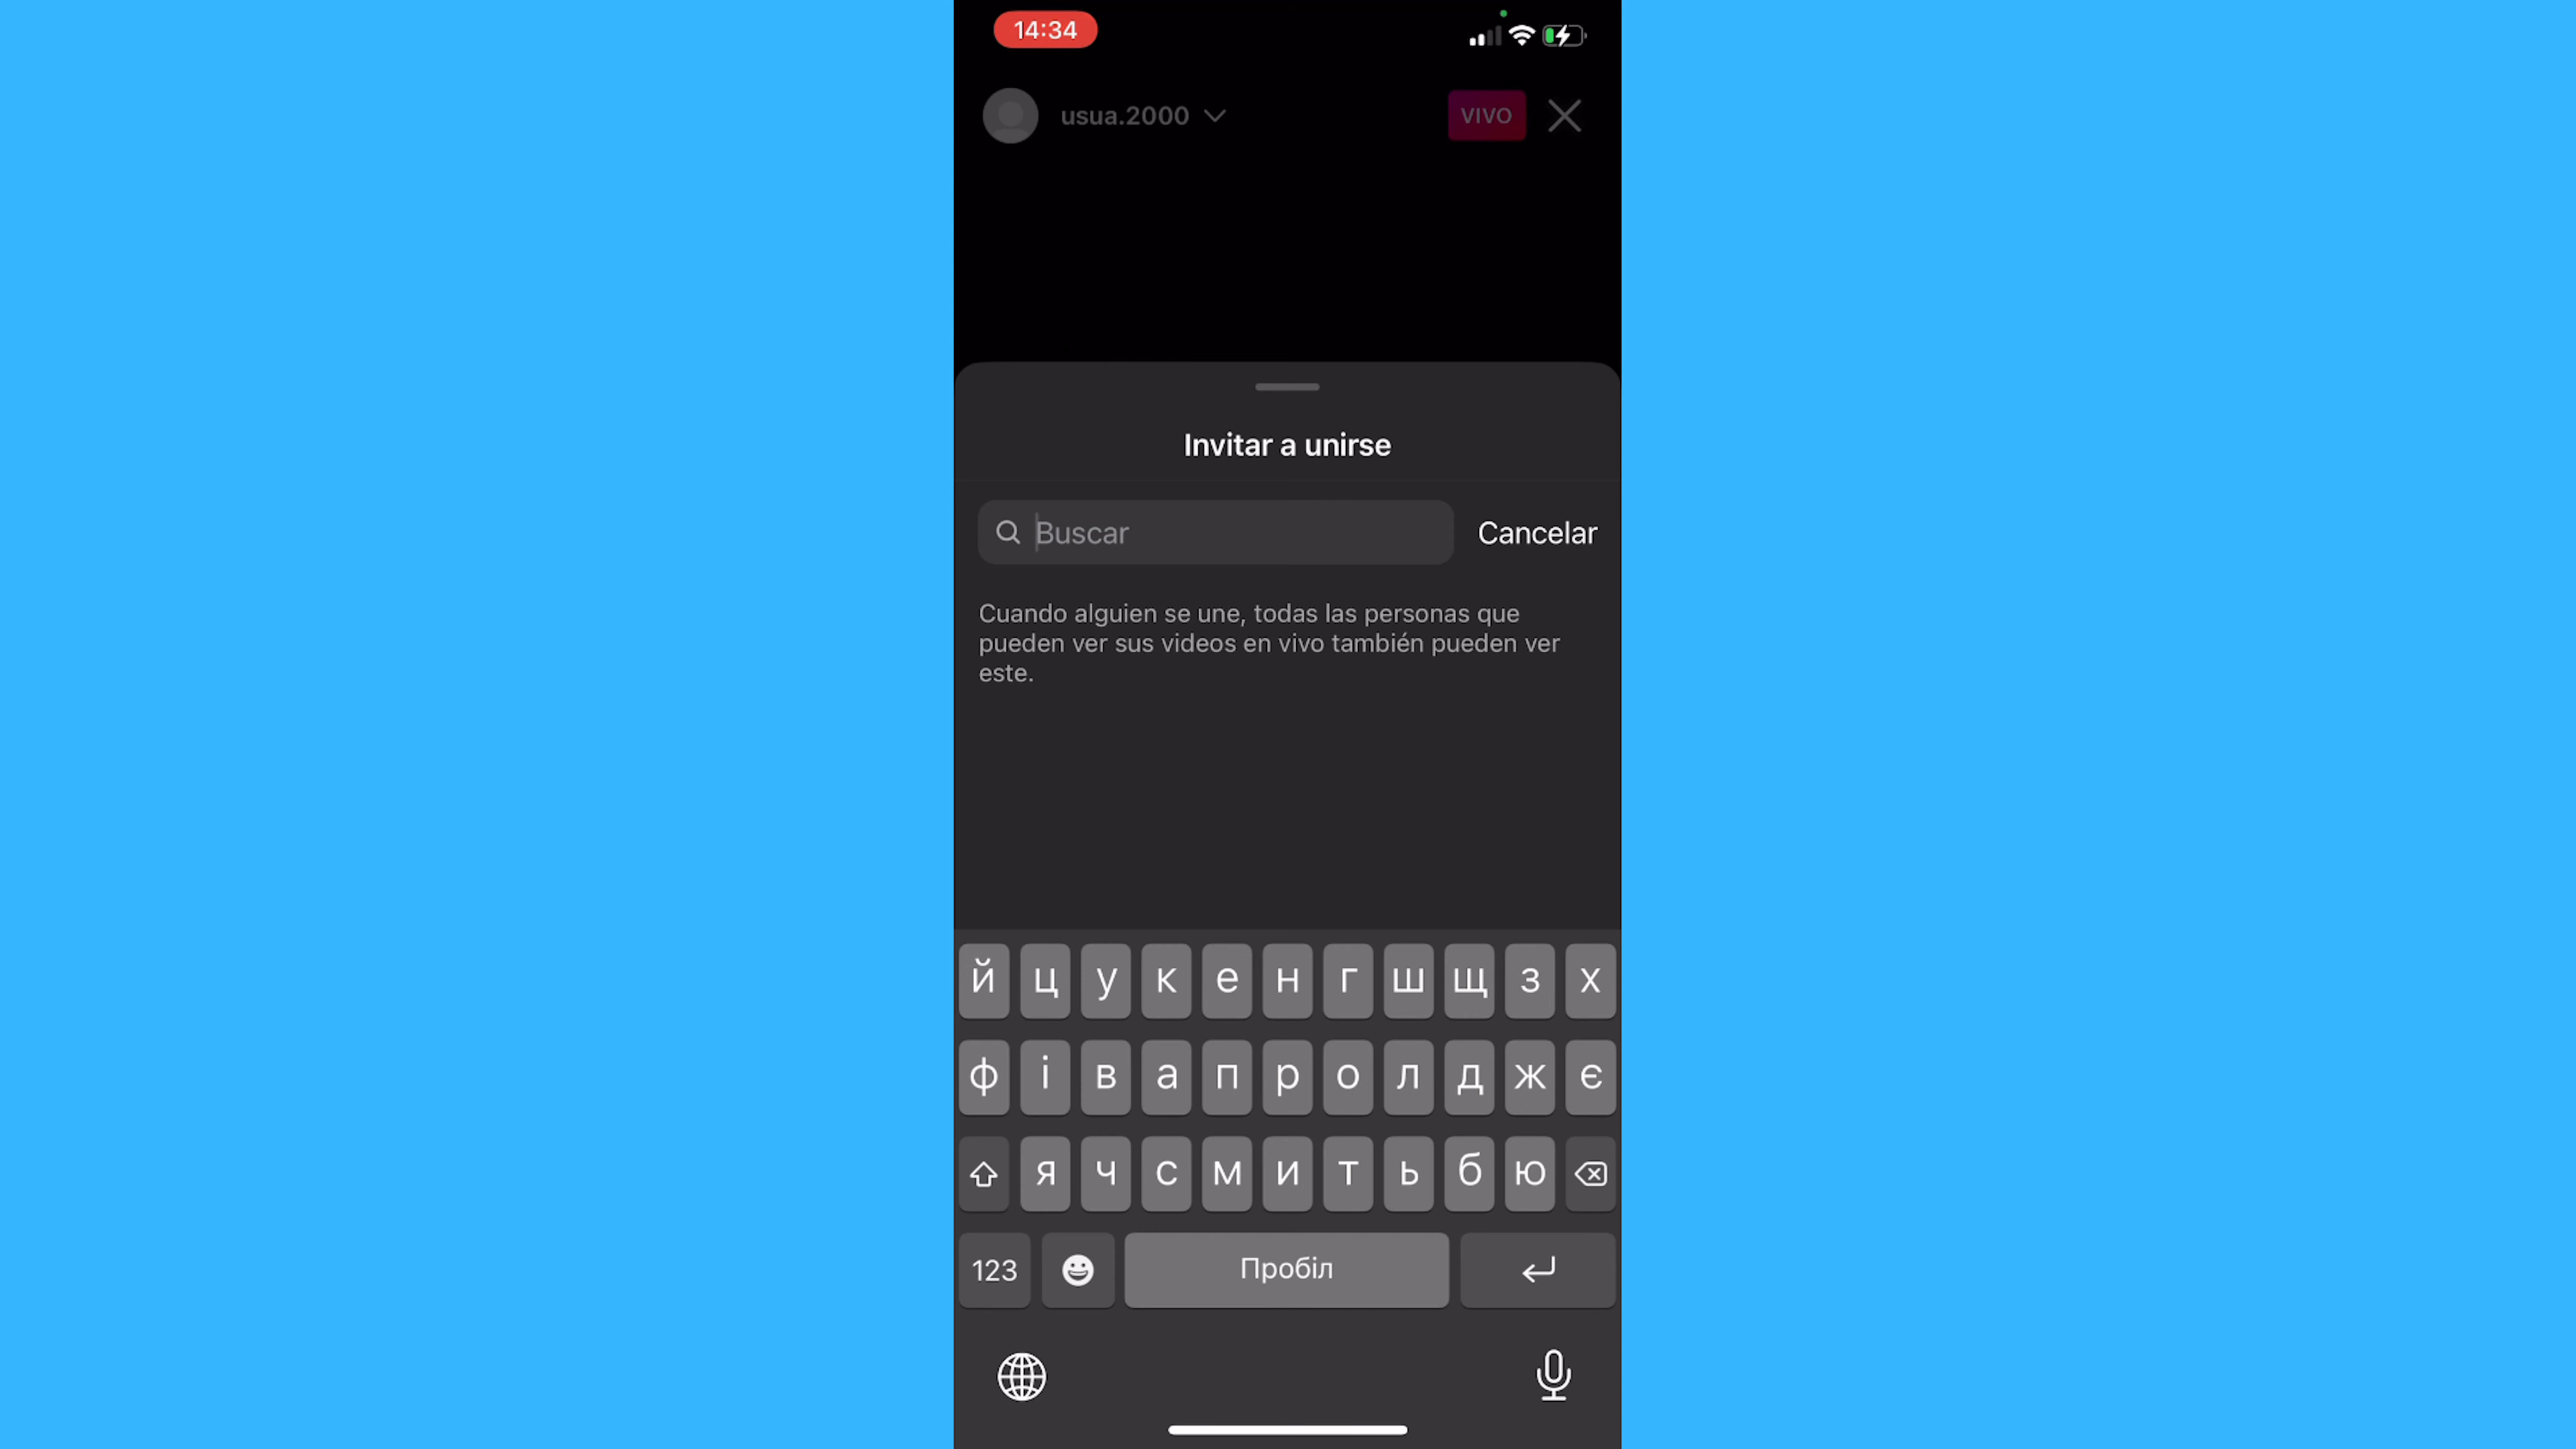 14:34
usua.2000
VIVO
Invitar a unirse
Buscar
Cancelar
Cuando alguien se une, todas las personas que
pueden ver sus videos en vivo también pueden ver
este.
й ц у к е н г ш щ з х
ф і в а п р о л д ж є
я ч с м и т ь б ю
123
Пробіл